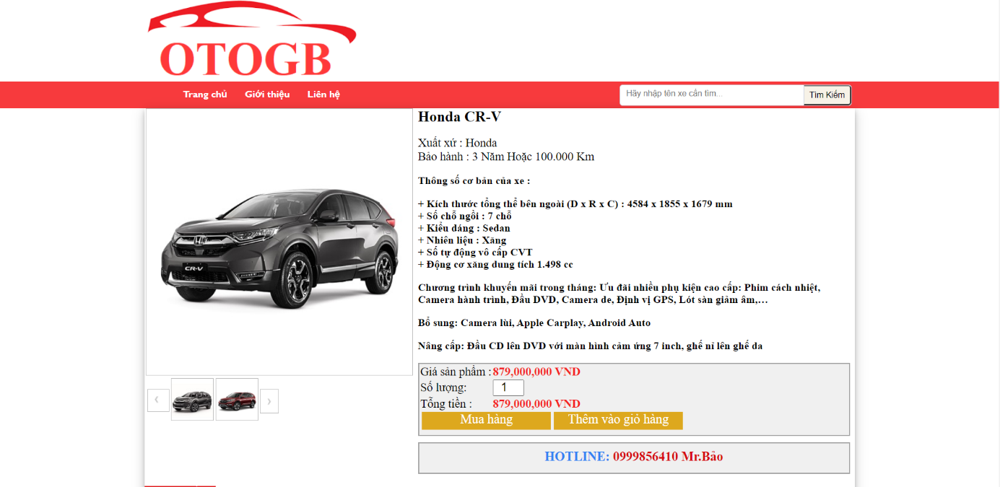 OTOGB
Trang chủ Giới thiệu Liên hệ Hãy nhập tên xe cần tìm... Tìm Kiếm
Honda CR-V
Xuất xứ : Honda
Bảo hành : 3 Năm Hoặc 100.000 Km
Thông số cơ bản của xe :
+ Kích thước tổng thể bên ngoài (D x R x C) : 4584 x 1855 x 1679 mm
+ Số chỗ ngồi : 7 chỗ
+ Kiểu dáng : Sedan
+ Nhiên liệu : Xăng
+ Số tự động vô cấp CVT
+ Động cơ xăng dung tích 1.498 cc
Chương trình khuyến mãi trong tháng: Ưu đãi nhiều phụ kiện cao cấp: Phim cách nhiệt,
Camera hành trình, Đầu DVD, Camera de, Định vị GPS, Lót sàn giảm âm,…
Bổ sung: Camera lùi, Apple Carplay, Android Auto
Nâng cấp: Đầu CD lên DVD với màn hình cảm ứng 7 inch, ghế nỉ lên ghế da
CR-V
Giá sản phẩm : 879,000,000 VND
Số lượng: 1
Tổng tiền : 879,000,000 VND
Mua hàng Thêm vào giỏ hàng
HOTLINE: 0999856410 Mr.Bảo